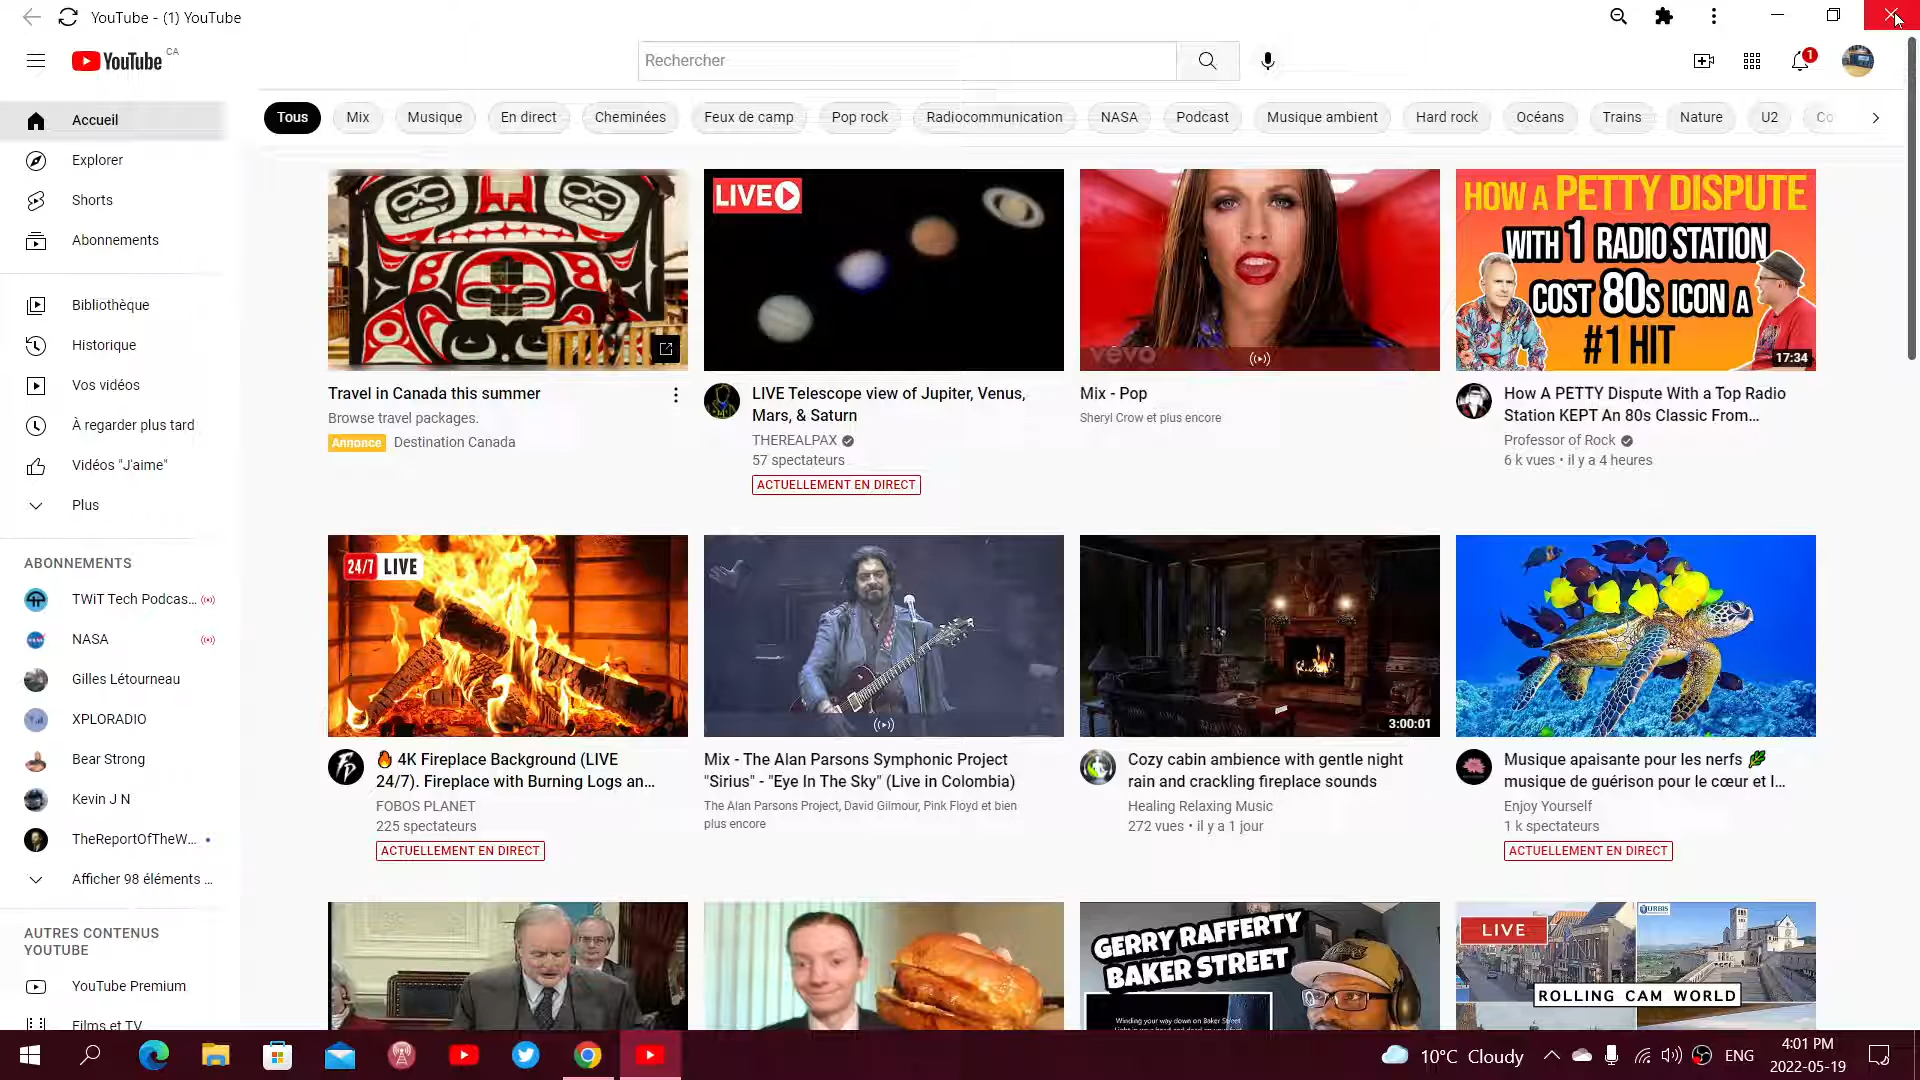 YouTube - (1) YouTube
YouTube CA
Rechercher
1
Tous
Mix
Musique
En direct
Cheminées
Feux de camp
Pop rock
Radiocommunication
NASA
Podcast
Musique ambient
Hard rock
Océans
Trains
Nature
U2
Co
Accueil
Explorer
Shorts
Abonnements
Bibliothèque
Historique
Vos vidéos
À regarder plus tard
Vidéos "J'aime"
Plus
ABONNEMENTS
TWiT Tech Podcas...
NASA
Gilles Létourneau
XPLORADIO
Bear Strong
Kevin J N
TheReportOfTheW...
Afficher 98 éléments ...
AUTRES CONTENUS
YOUTUBE
YouTube Premium
Films et TV
Travel in Canada this summer
Browse travel packages.
Annonce Destination Canada
LIVE
LIVE Telescope view of Jupiter, Venus,
Mars, & Saturn
THEREALPAX
57 spectateurs
ACTUELLEMENT EN DIRECT
vevo
Mix - Pop
Sheryl Crow et plus encore
HOW A PETTY DISPUTE
WITH 1 RADIO STATION
COST 80S ICON A
#1 HIT
17:34
How A PETTY Dispute With a Top Radio
Station KEPT An 80s Classic From...
Professor of Rock
6 k vues • il y a 4 heures
24/7 LIVE
FP
🔥 4K Fireplace Background (LIVE
24/7). Fireplace with Burning Logs an...
FOBOS PLANET
225 spectateurs
ACTUELLEMENT EN DIRECT
Mix - The Alan Parsons Symphonic Project
"Sirius" - "Eye In The Sky" (Live in Colombia)
The Alan Parsons Project, David Gilmour, Pink Floyd et bien
plus encore
3:00:01
Cozy cabin ambience with gentle night
rain and crackling fireplace sounds
Healing Relaxing Music
272 vues • il y a 1 jour
Musique apaisante pour les nerfs 🌿
musique de guérison pour le cœur et l...
Enjoy Yourself
1 k spectateurs
ACTUELLEMENT EN DIRECT
GERRY RAFFERTY
BAKER STREET
Winding your way down on Baker Street
LIVE
ROLLING CAM WORLD
10°C Cloudy
ENG
4:01 PM
2022-05-19